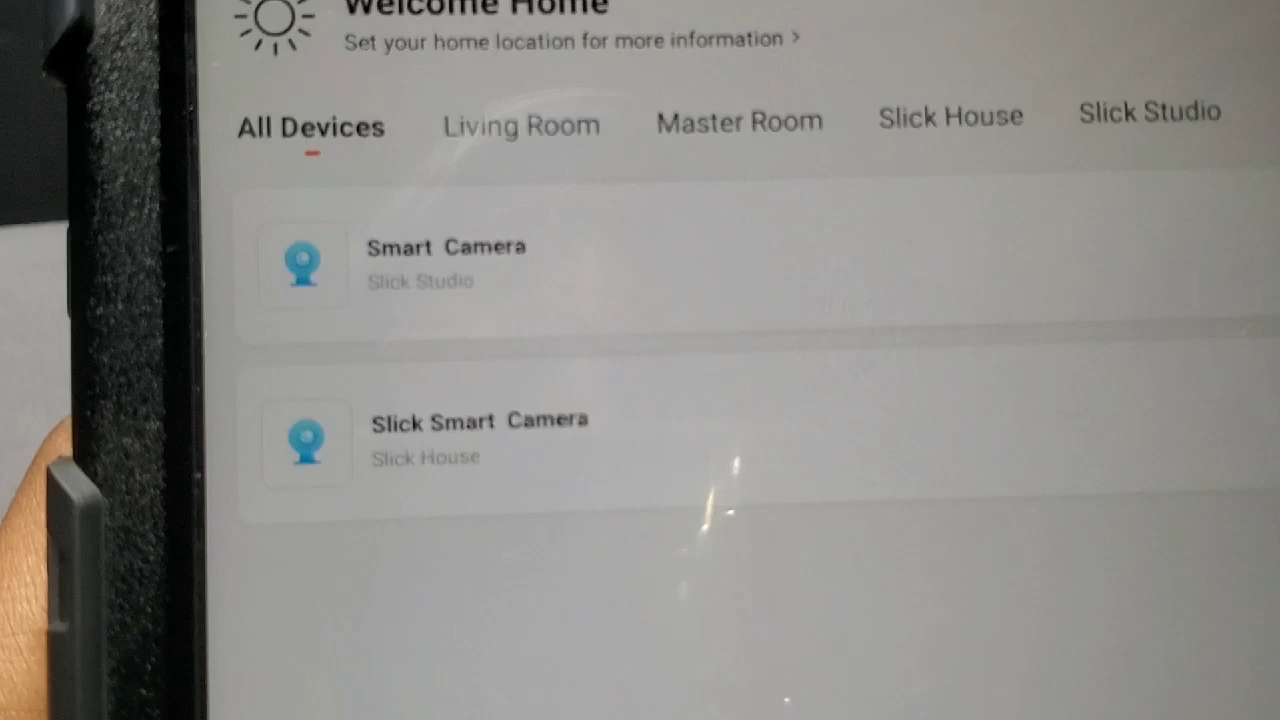 Welcome Home
Set your home location for more information >
All Devices Living Room Master Room Slick House Slick Studio
Smart Camera
Slick Studio
Slick Smart Camera
Slick House